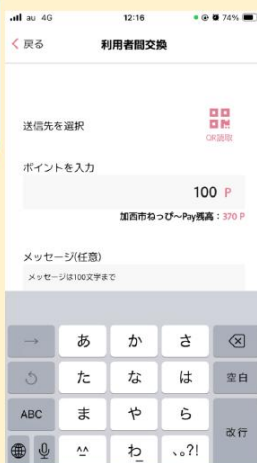 au 4G 12:16 74%
戻る 利用者間交換
送信先を選択
QR読取
ポイントを入力
100 P
加西市ねっぴ〜Pay残高：370 P
メッセージ(任意)
メッセージは100文字まで
→ あ か さ
た な は 空白
ABC ま や ら
改行
^^ わ 、。?!